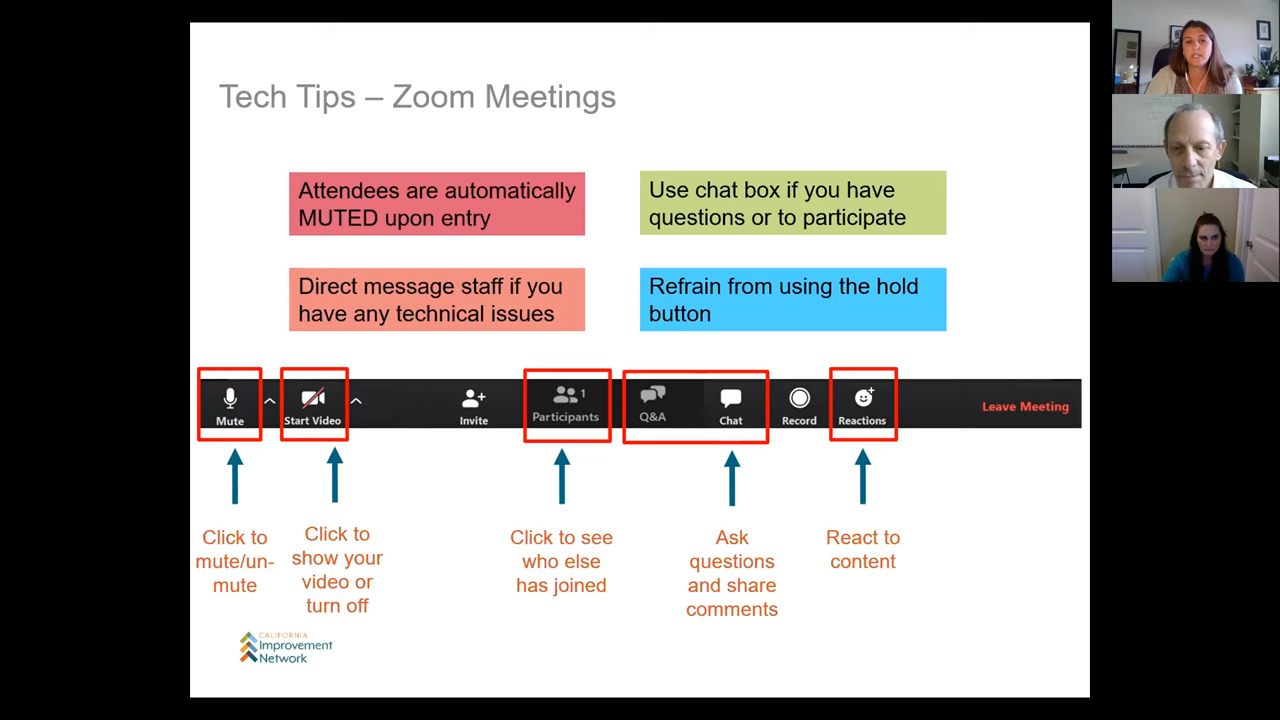 Tech Tips – Zoom Meetings
Attendees are automatically
MUTED upon entry
Use chat box if you have
questions or to participate
Direct message staff if you
have any technical issues
Refrain from using the hold
button
Mute
Start Video
Invite
1
Participants
Q&A
Chat
Record
Reactions
Leave Meeting
Click to
mute/un-
mute
Click to
show your
video or
turn off
Click to see
who else
has joined
Ask
questions
and share
comments
React to
content
CALIFORNIA
Improvement
Network